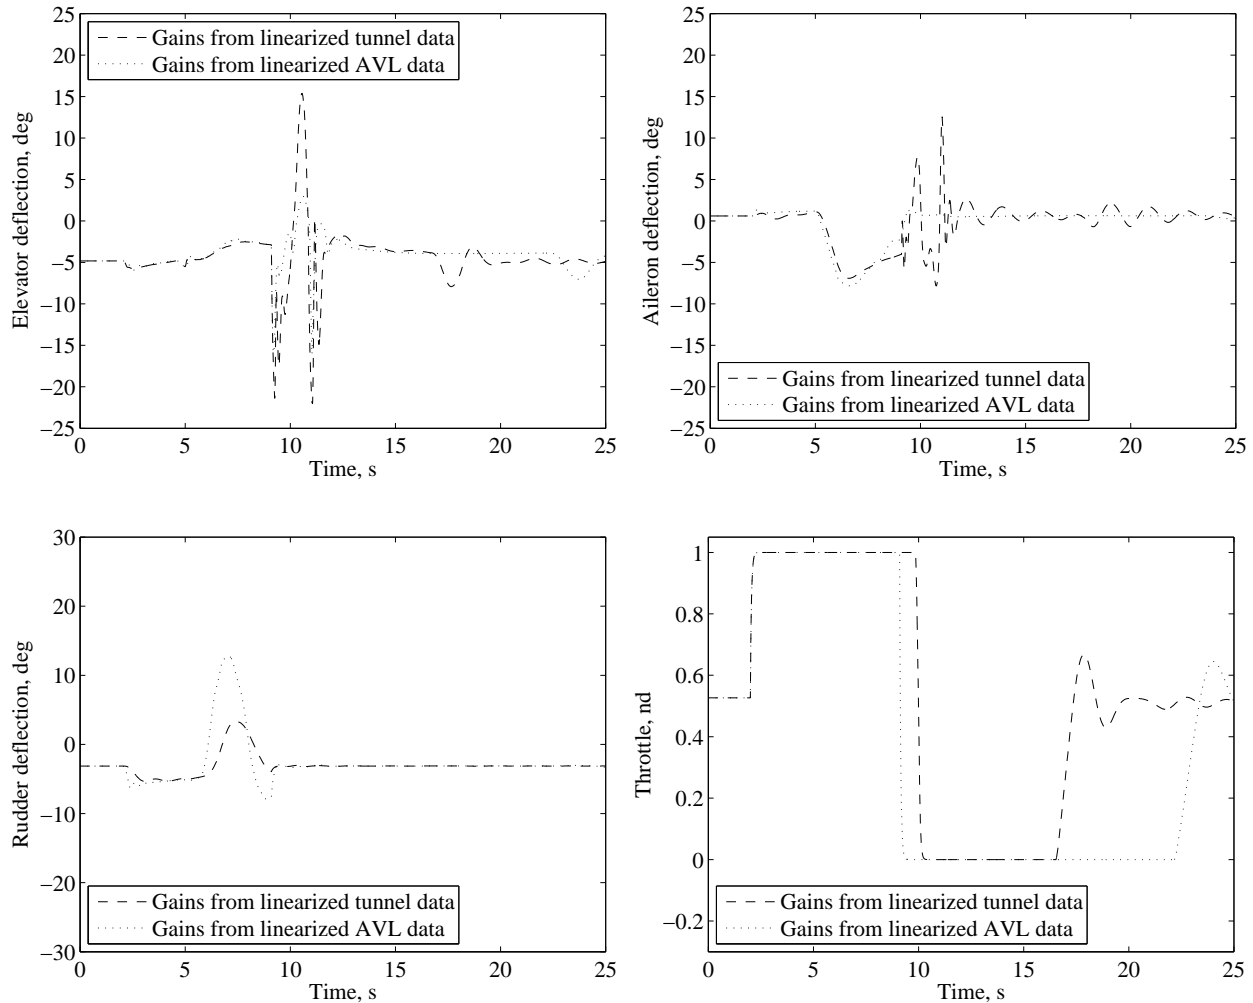 25
20
15
10
5
0
−5
−10
−15
−20
−25
0 5 10 15 20 25
Time, s
Elevator deflection, deg
Gains from linearized tunnel data
Gains from linearized AVL data
25
20
15
10
5
0
−5
−10
−15
−20
−25
0 5 10 15 20 25
Time, s
Aileron deflection, deg
Gains from linearized tunnel data
Gains from linearized AVL data
30
20
10
0
−10
−20
−30
0 5 10 15 20 25
Time, s
Rudder deflection, deg
Gains from linearized tunnel data
Gains from linearized AVL data
1
0.8
0.6
0.4
0.2
0
−0.2
0 5 10 15 20 25
Time, s
Throttle, nd
Gains from linearized tunnel data
Gains from linearized AVL data